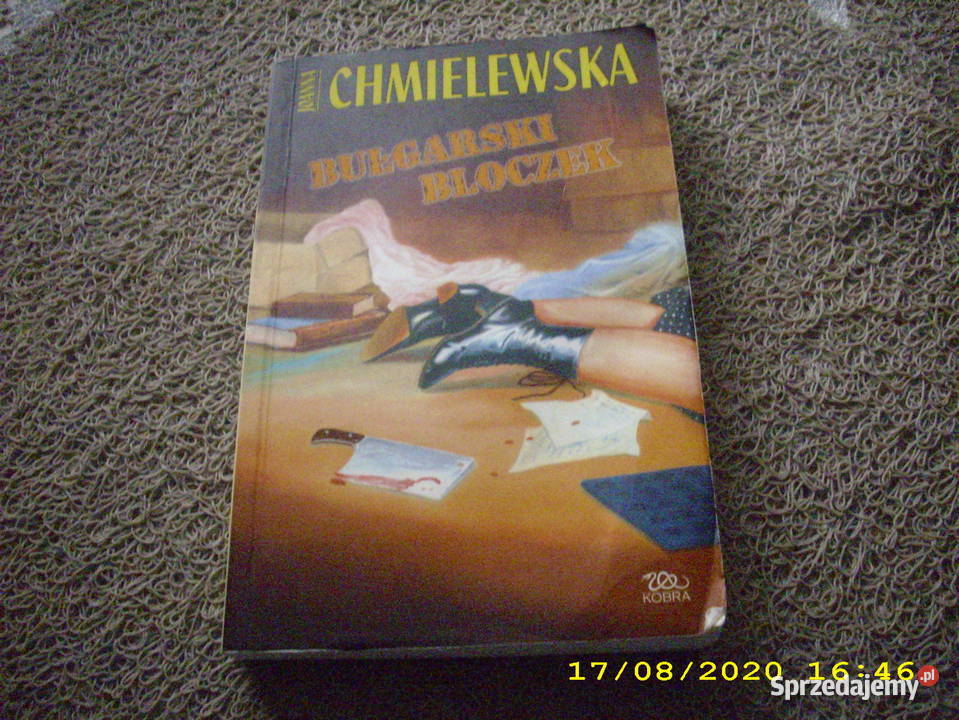 JOANNA
CHMIELEWSKA
BUŁGARSKI
BLOCZEK
KOBRA
17/08/2020 16:46
Sprzedajemy.pl